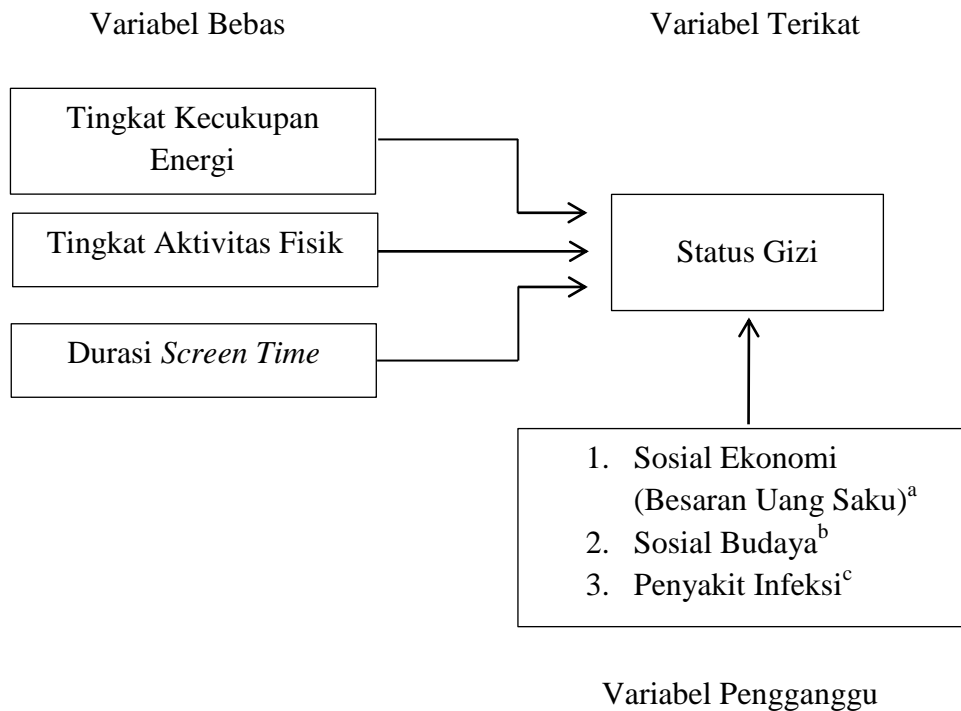 Variabel Bebas
Variabel Terikat
Tingkat Kecukupan
Energi
Tingkat Aktivitas Fisik
Status Gizi
Durasi Screen Time
1. Sosial Ekonomi
(Besaran Uang Saku)a
2. Sosial Budayab
3. Penyakit Infeksic
Variabel Pengganggu